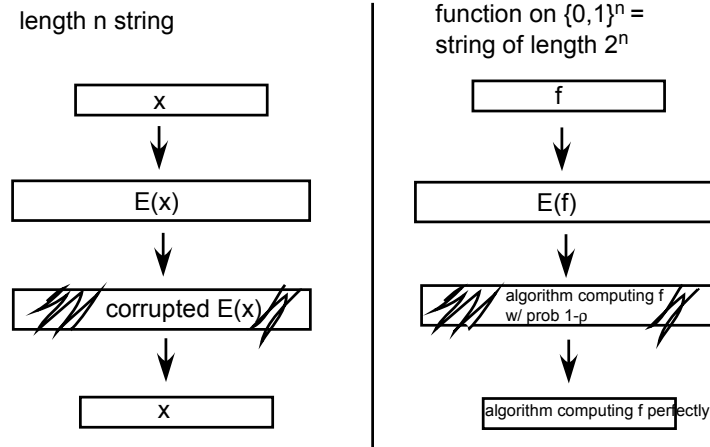 length n string
x
E(x)
corrupted E(x)
x
function on {0,1}ⁿ =
string of length 2ⁿ
f
E(f)
algorithm computing f
w/ prob 1-ρ
algorithm computing f perfectly